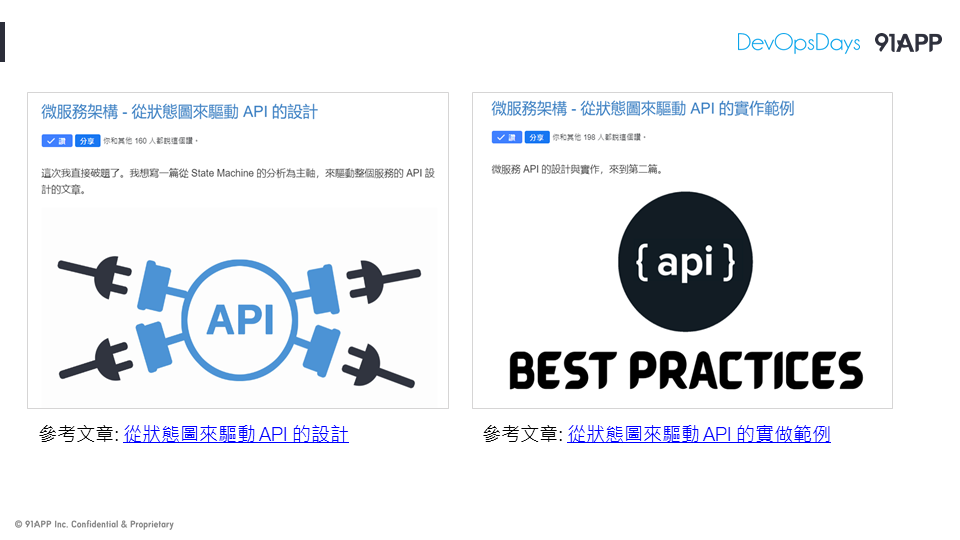 DevOpsDays 91APP
微服務架構 - 從狀態圖來驅動 API 的設計
讚 分享 你和其他 160 人都說這個讚。
這次我直接破題了。我想寫一篇從 State Machine 的分析為主軸，來驅動整個服務的 API 設
計的文章。
API
參考文章: 從狀態圖來驅動 API 的設計
微服務架構 - 從狀態圖來驅動 API 的實作範例
讚 分享 你和其他 198 人都說這個讚。
微服務 API 的設計與實作，來到第二篇。
{ api }
BEST PRACTICES
參考文章: 從狀態圖來驅動 API 的實做範例
© 91APP Inc. Confidential & Proprietary